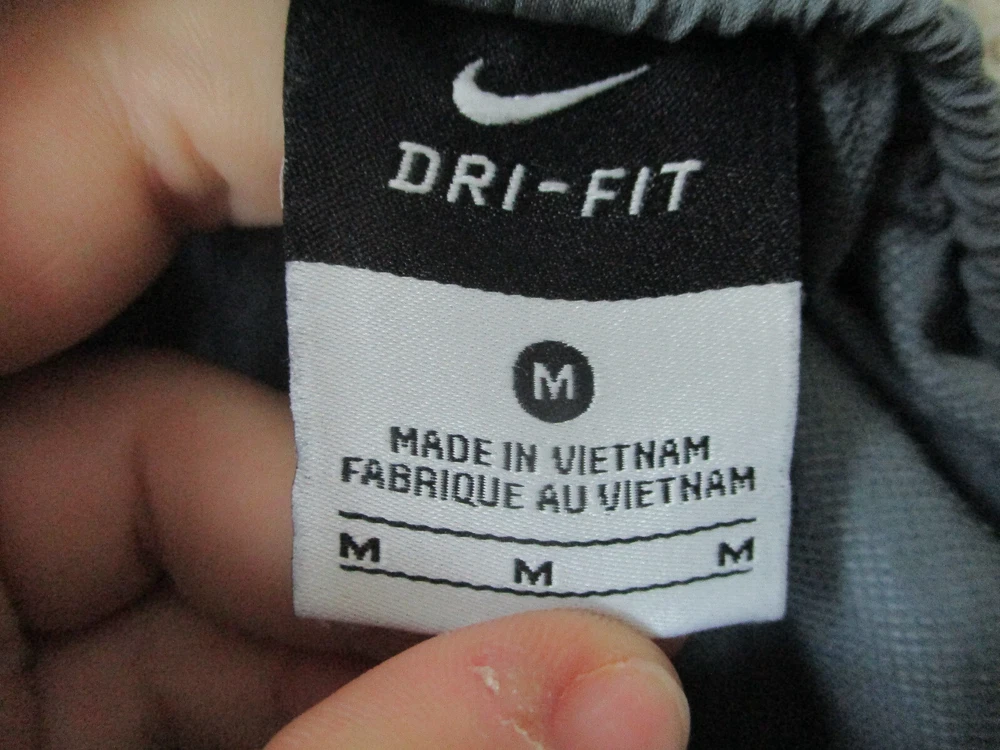 DRI-FIT
M
MADE IN VIETNAM
FABRIQUE AU VIETNAM
M M M